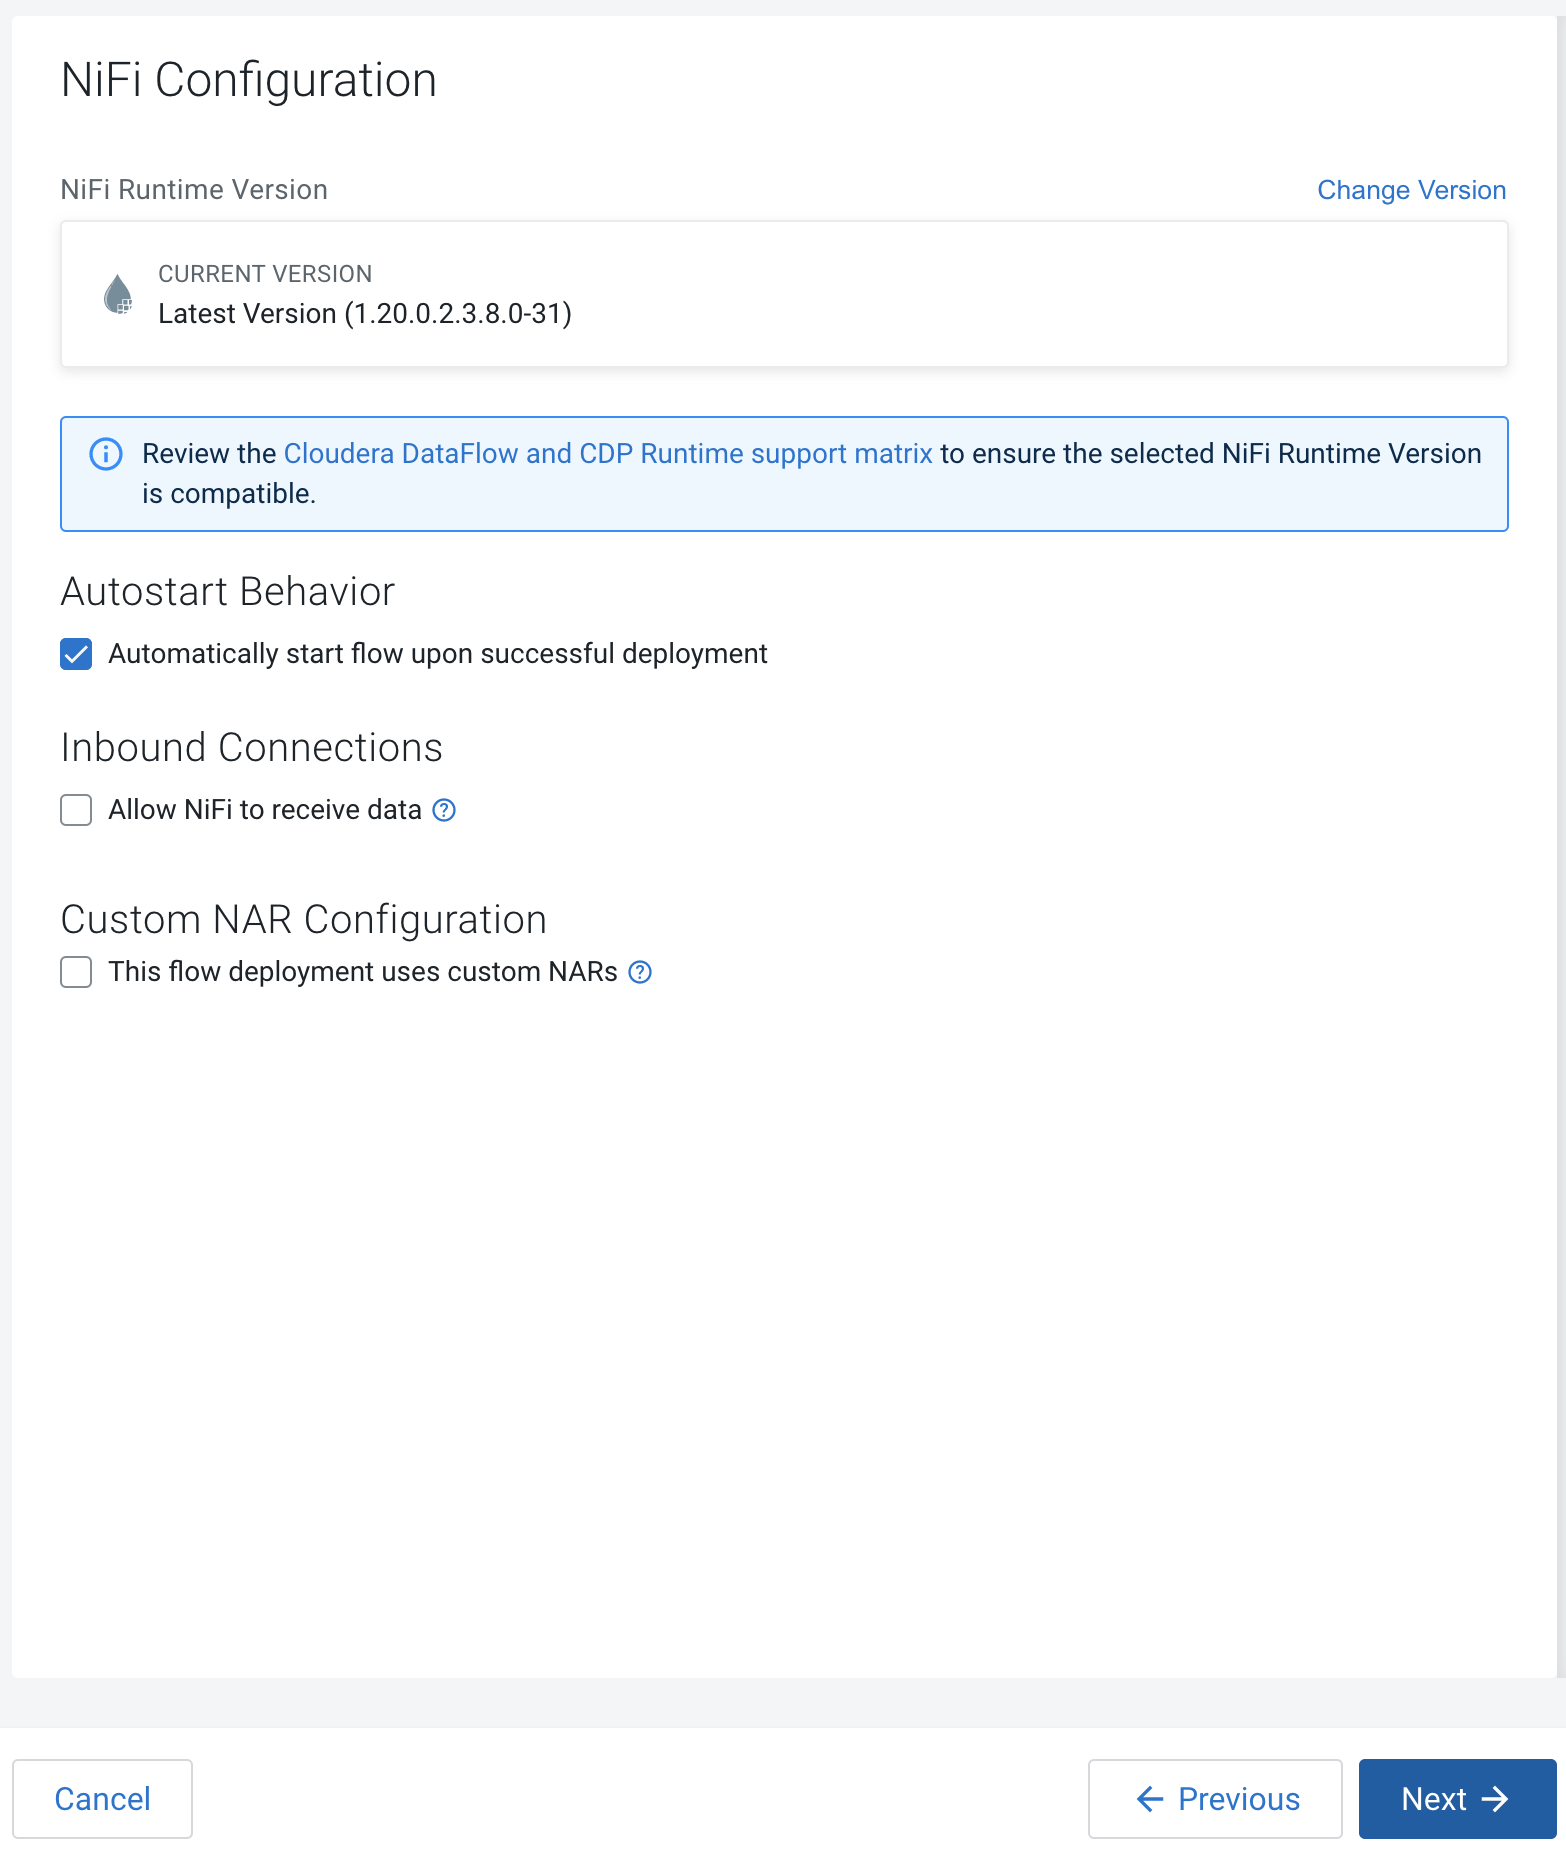 NiFi Configuration
NiFi Runtime Version
Change Version
CURRENT VERSION
Latest Version (1.20.0.2.3.8.0-31)
Review the Cloudera DataFlow and CDP Runtime support matrix to ensure the selected NiFi Runtime Version
is compatible.
Autostart Behavior
Automatically start flow upon successful deployment
Inbound Connections
Allow NiFi to receive data
Custom NAR Configuration
This flow deployment uses custom NARs
Cancel
Previous
Next